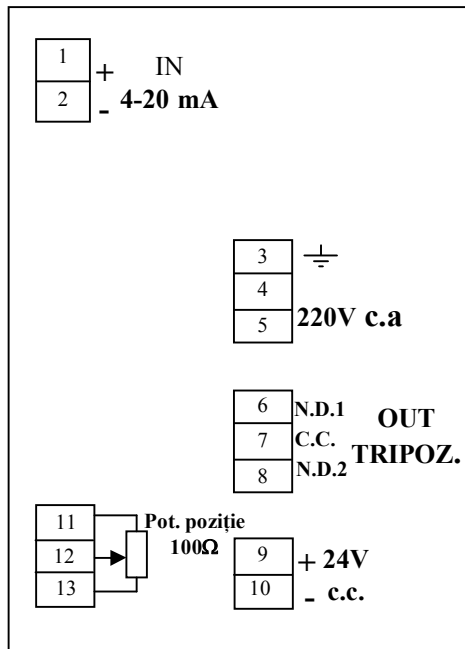 1
+ IN
2
- 4-20 mA
3
4
5
220V c.a
6
N.D.1
OUT
7
C.C.
TRIPOZ.
8
N.D.2
11
Pot. poziție
12
100Ω
13
9
+ 24V
10
- c.c.